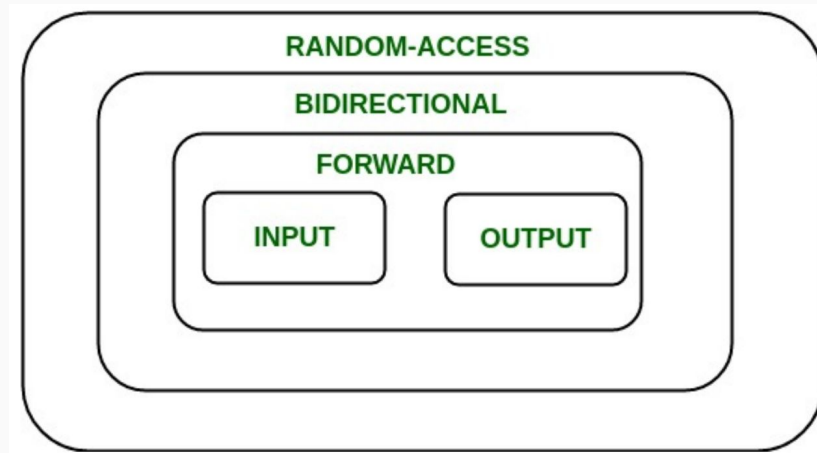 RANDOM-ACCESS
BIDIRECTIONAL
FORWARD
INPUT
OUTPUT